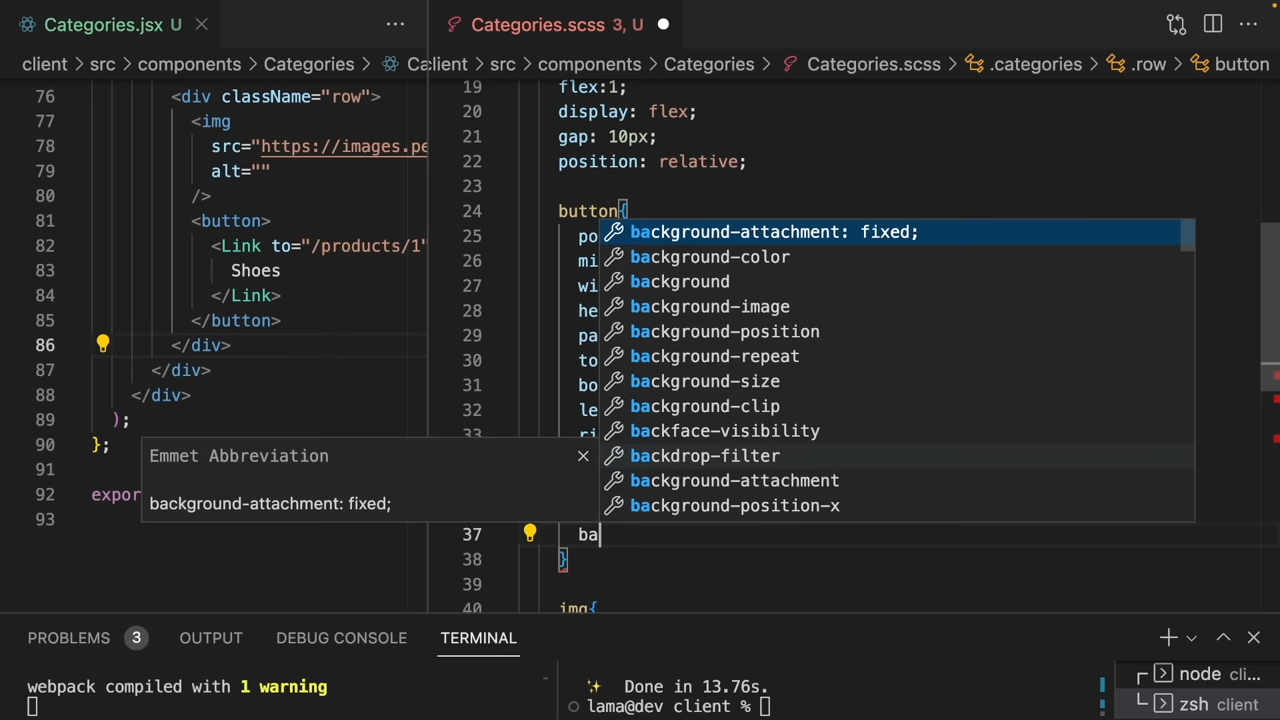 Categories.jsx U
client > src > components > Categories > Ca
76 <div className="row">
77 <img
78 src="https://images.pe
79 alt=""
80 />
81 <button>
82 <Link to="/products/1"
83 Shoes
84 </Link>
85 </button>
86 </div>
87 </div>
88 </div>
89 );
90 };
91
92 expor
93
Emmet Abbreviation
background-attachment: fixed;
Categories.scss 3, U
client > src > components > Categories > Categories.scss > .categories > .row > button
19 flex:1;
20 display: flex;
21 gap: 10px;
22 position: relative;
23
24 button{
25 po
26 mi
27 wi
28 he
29 pa
30 to
31 bo
32 le
33 ri
37 ba
38 }
39
40 img{
background-attachment: fixed;
background-color
background
background-image
background-position
background-repeat
background-size
background-clip
backface-visibility
backdrop-filter
background-attachment
background-position-x
PROBLEMS 3 OUTPUT DEBUG CONSOLE TERMINAL
webpack compiled with 1 warning
✨ Done in 13.76s.
lama@dev client %
node cli...
zsh client